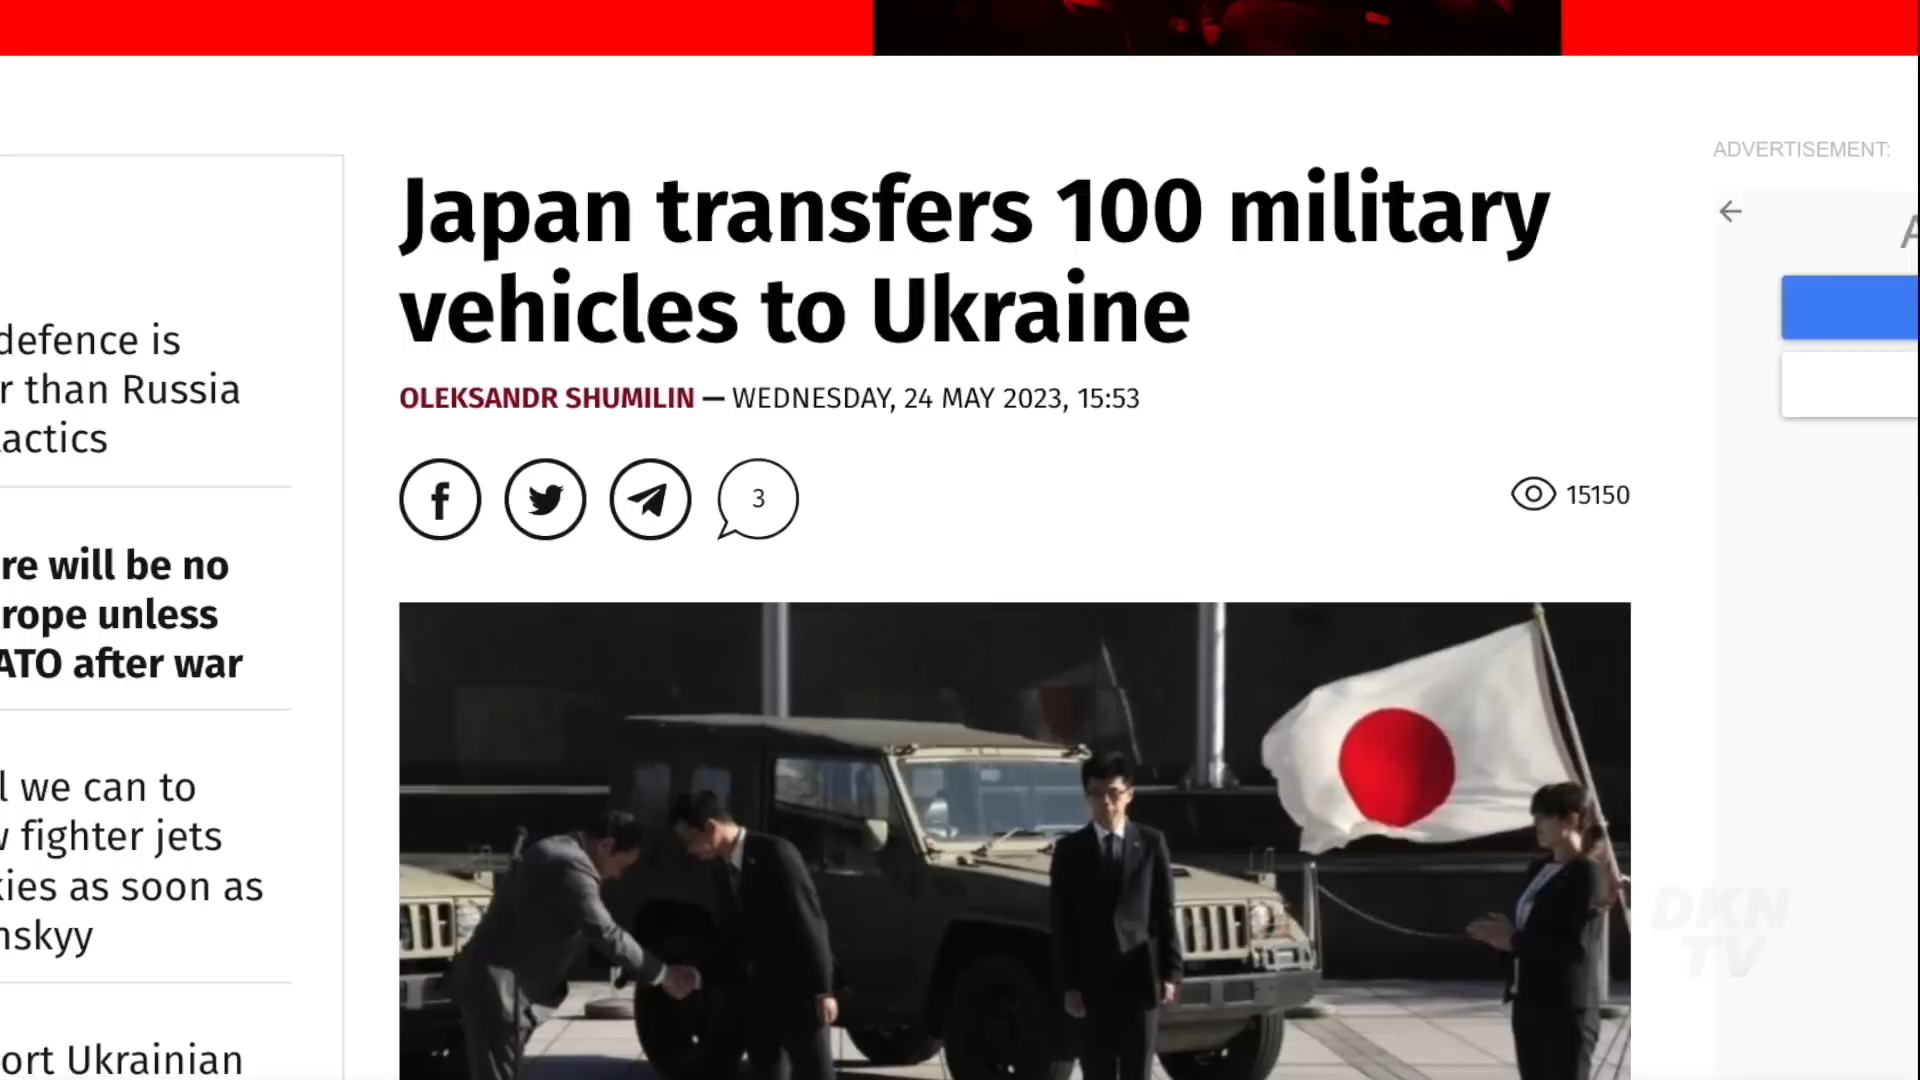 ADVERTISEMENT:
Japan transfers 100 military
vehicles to Ukraine
OLEKSANDR SHUMILIN — WEDNESDAY, 24 MAY 2023, 15:53
3
15150
defence is
r than Russia
tactics
re will be no
rope unless
ATO after war
l we can to
w fighter jets
kies as soon as
nskyy
ort Ukrainian
DKN
TV